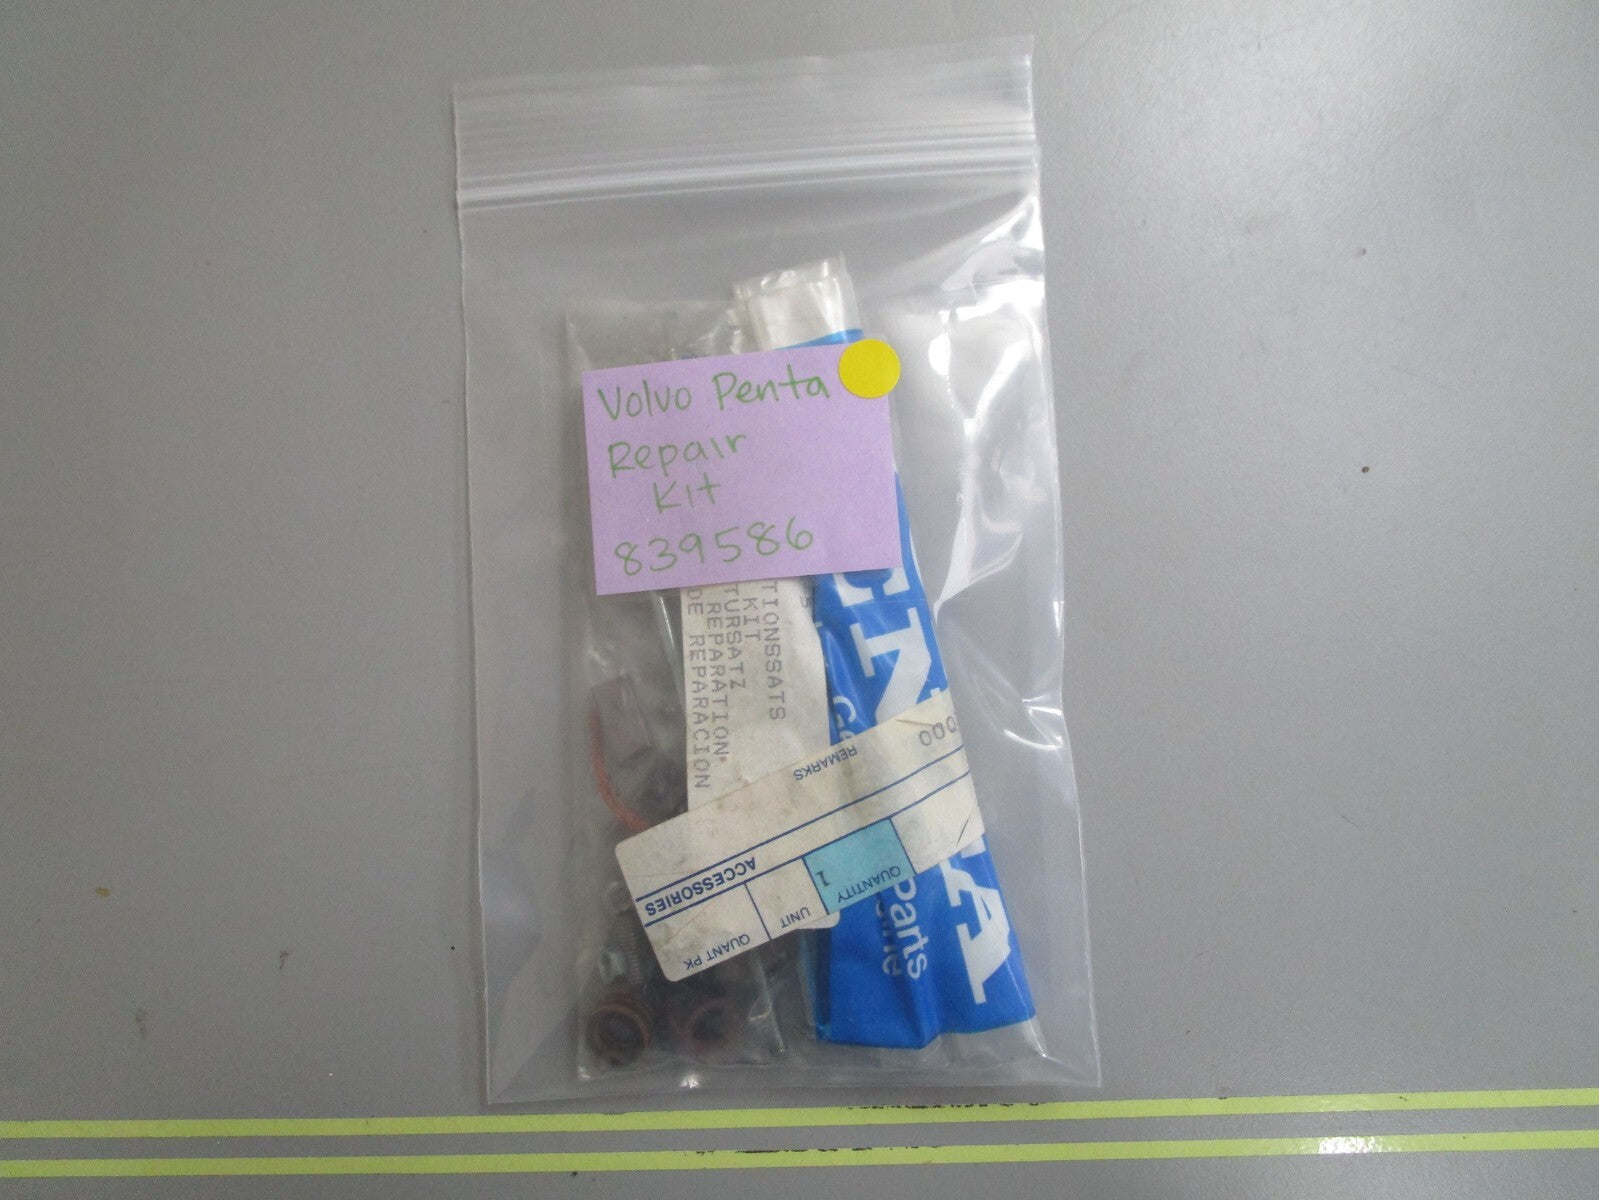 Volvo Penta
Repair
Kit
839586
TIONSSATS
KIT
TURSATZ
REPARATION
DE REPARACION
000
REMARKS
ACCESSORIES
QUANTITY
1
UNIT
QUANT PK
Parts